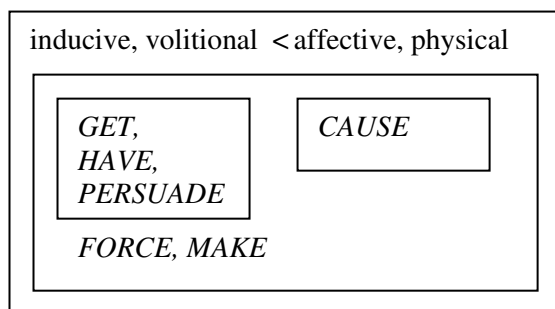 inducive, volitional < affective, physical
GET,
HAVE,
PERSUADE
CAUSE
FORCE, MAKE